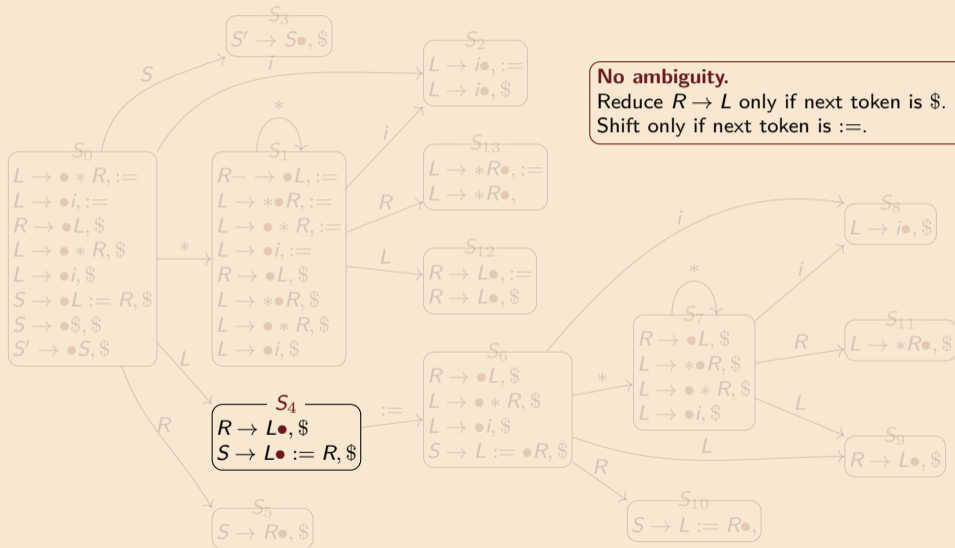 S₃
S′ → S●, $
S
i
S₂
L → i●, :=
L → i●, $
No ambiguity.
Reduce R → L only if next token is $.
Shift only if next token is :=.
*
i
S₀
L → ● * R, :=
L → ●i, :=
R → ●L, $
L → ● * R, $
L → ●i, $
S → ●L := R, $
S → ●$, $
S′ → ●S, $
*
S₁
R− → ●L, :=
L → *●R, :=
L → ● * R, :=
L → ●i, :=
R → ●L, $
L → *●R, $
L → ● * R, $
L → ●i, $
R
S₁₃
L → *R●, :=
L → *R●,
L
S₁₂
R → L●, :=
R → L●, $
i
S₈
L → i●, $
*
i
S₇
R → ●L, $
L → *●R, $
L → ● * R, $
L → ●i, $
R
S₁₁
L → *R●, $
L
S₆
R → ●L, $
L → ● * R, $
L → ●i, $
S → L := ●R, $
*
L
R
L
S₄
R → L●, $
S → L● := R, $
:=
L
S₉
R → L●, $
R
S₅
S → R●, $
S₁₀
S → L := R●,